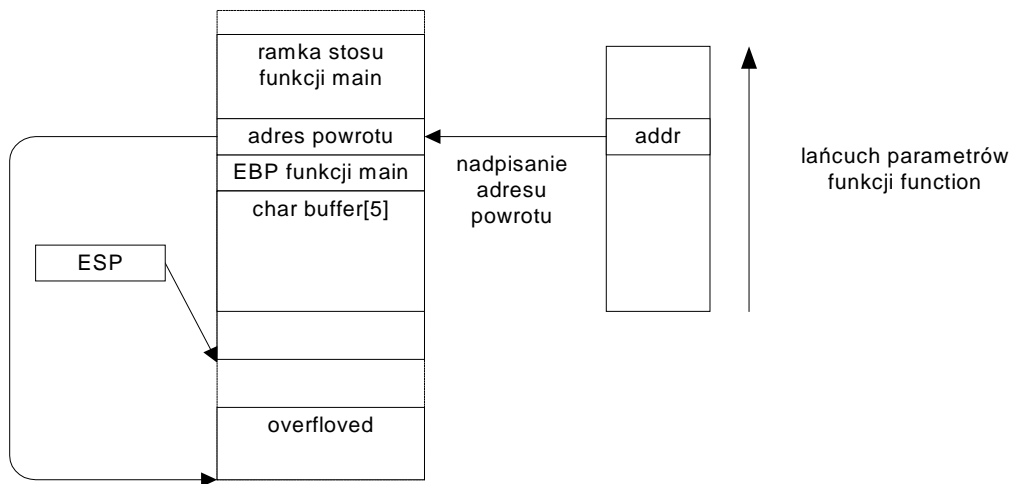 ramka stosu
funkcji main
adres powrotu
EBP funkcji main
char buffer[5]
ESP
overfloved
addr
nadpisanie
adresu
powrotu
lańcuch parametrów
funkcji function